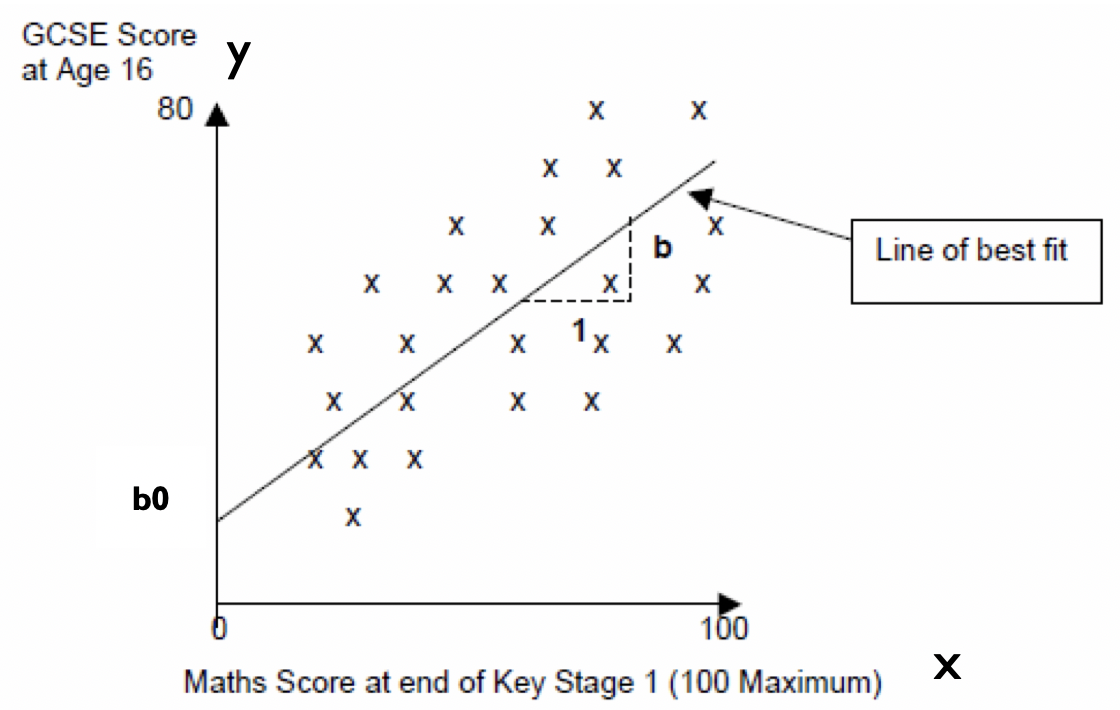 GCSE Score
at Age 16
y
80
x x
x x
x x x
b
Line of best fit
x x x x x
1
x x x x x
x x x x
x x x
b0
x
0 100
x
Maths Score at end of Key Stage 1 (100 Maximum)